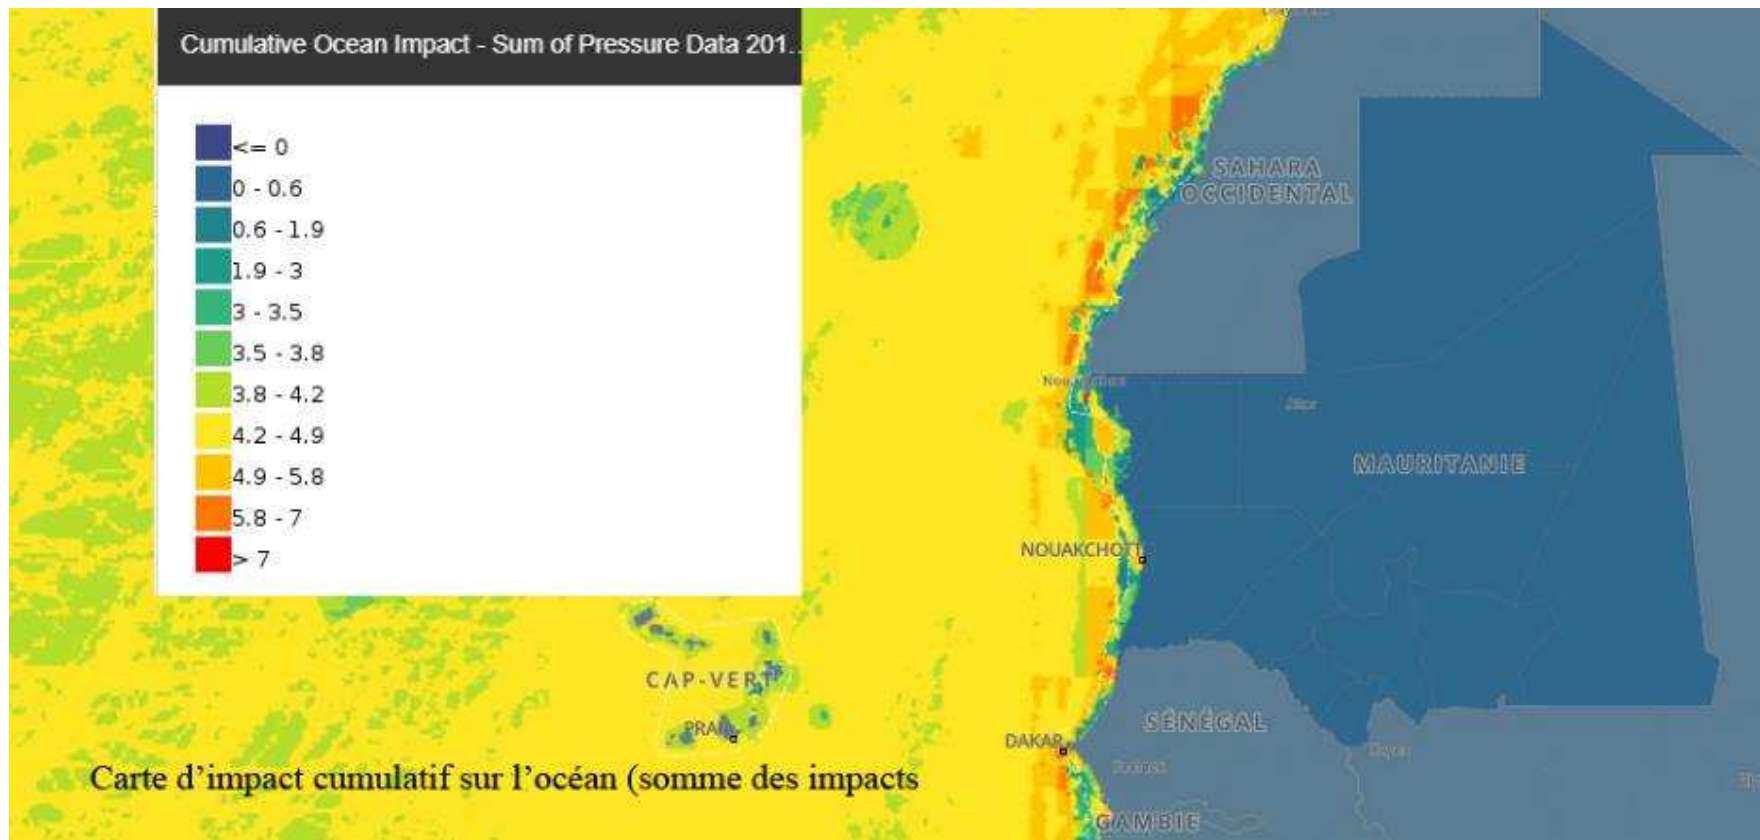 Cumulative Ocean Impact - Sum of Pressure Data 201...
<= 0
0 - 0.6
0.6 - 1.9
1.9 - 3
3 - 3.5
3.5 - 3.8
3.8 - 4.2
4.2 - 4.9
4.9 - 5.8
5.8 - 7
> 7
SAHARA
OCCIDENTAL
MAURITANIE
NOUAKCHOTT
CAP-VERT
PRAIA
SÉNÉGAL
DAKAR
GAMBIE
Carte d'impact cumulatif sur l'océan (somme des impacts